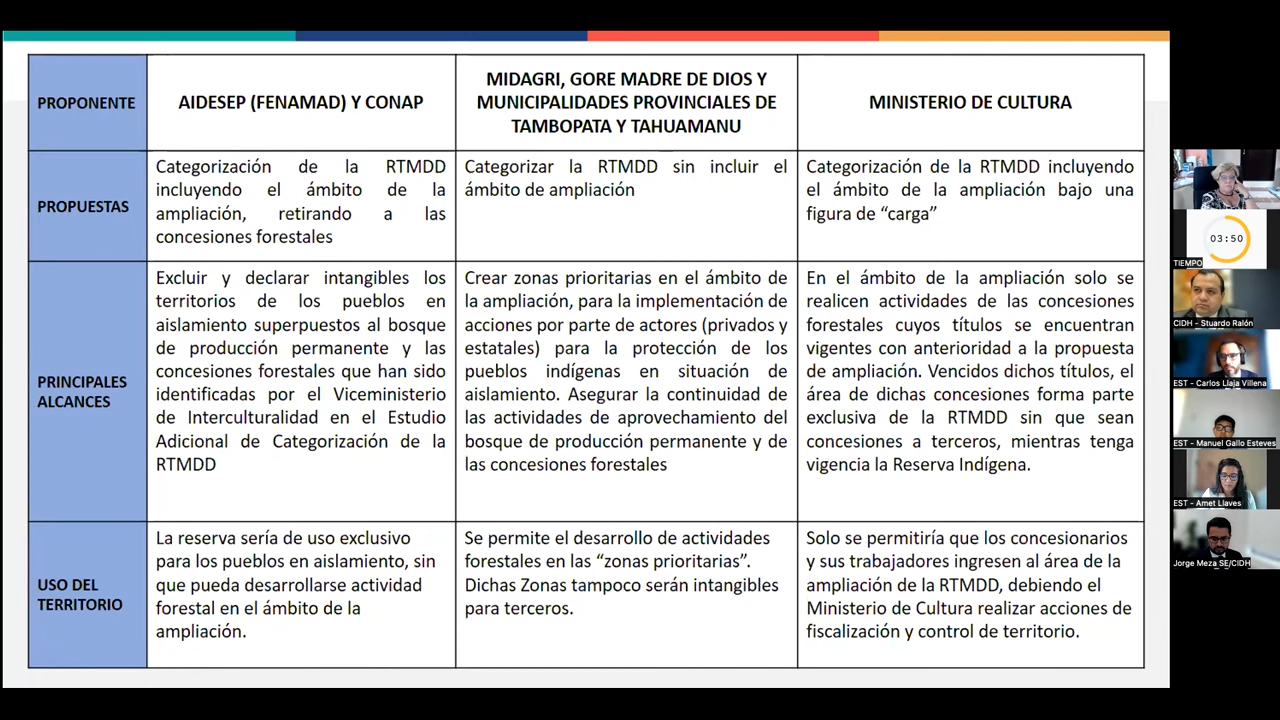 PROPONENTE
AIDESEP (FENAMAD) Y CONAP
MIDAGRI, GORE MADRE DE DIOS Y
MUNICIPALIDADES PROVINCIALES DE
TAMBOPATA Y TAHUAMANU
MINISTERIO DE CULTURA
PROPUESTAS
Categorización de la RTMDD
incluyendo el ámbito de la
ampliación, retirando a las
concesiones forestales
Categorizar la RTMDD sin incluir el
ámbito de ampliación
Categorización de la RTMDD incluyendo
el ámbito de la ampliación bajo una
figura de “carga”
PRINCIPALES
ALCANCES
Excluir y declarar intangibles los
territorios de los pueblos en
aislamiento superpuestos al bosque
de producción permanente y las
concesiones forestales que han sido
identificadas por el Viceministerio
de Interculturalidad en el Estudio
Adicional de Categorización de la
RTMDD
Crear zonas prioritarias en el ámbito de
la ampliación, para la implementación de
acciones por parte de actores (privados y
estatales) para la protección de los
pueblos indígenas en situación de
aislamiento. Asegurar la continuidad de
las actividades de aprovechamiento del
bosque de producción permanente y de
las concesiones forestales
En el ámbito de la ampliación solo se
realicen actividades de las concesiones
forestales cuyos títulos se encuentran
vigentes con anterioridad a la propuesta
de ampliación. Vencidos dichos títulos, el
área de dichas concesiones forma parte
exclusiva de la RTMDD sin que sean
concesiones a terceros, mientras tenga
vigencia la Reserva Indígena.
USO DEL
TERRITORIO
La reserva sería de uso exclusivo
para los pueblos en aislamiento, sin
que pueda desarrollarse actividad
forestal en el ámbito de la
ampliación.
Se permite el desarrollo de actividades
forestales en las “zonas prioritarias”.
Dichas Zonas tampoco serán intangibles
para terceros.
Solo se permitiría que los concesionarios
y sus trabajadores ingresen al área de la
ampliación de la RTMDD, debiendo el
Ministerio de Cultura realizar acciones de
fiscalización y control de territorio.
03:50
TIEMPO
CIDH - Stuardo Ralón
EST - Carlos Llaja Villena
EST - Manuel Gallo Esteves
EST - Amet Llaves
Jorge Meza SE/CIDH